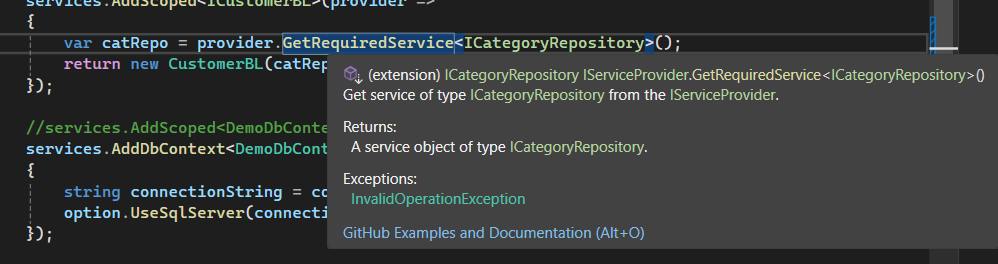 services.AddScoped<ICustomerBL>(provider =>
{
var catRepo = provider.GetRequiredService<ICategoryRepository>();
return new CustomerBL(catRep
});
(extension) ICategoryRepository IServiceProvider.GetRequiredService<ICategoryRepository>()
Get service of type ICategoryRepository from the IServiceProvider.
Returns:
A service object of type ICategoryRepository.
Exceptions:
InvalidOperationException
GitHub Examples and Documentation (Alt+O)
//services.AddScoped<DemoDbConte
services.AddDbContext<DemoDbCont
{
string connectionString = co
option.UseSqlServer(connecti
});